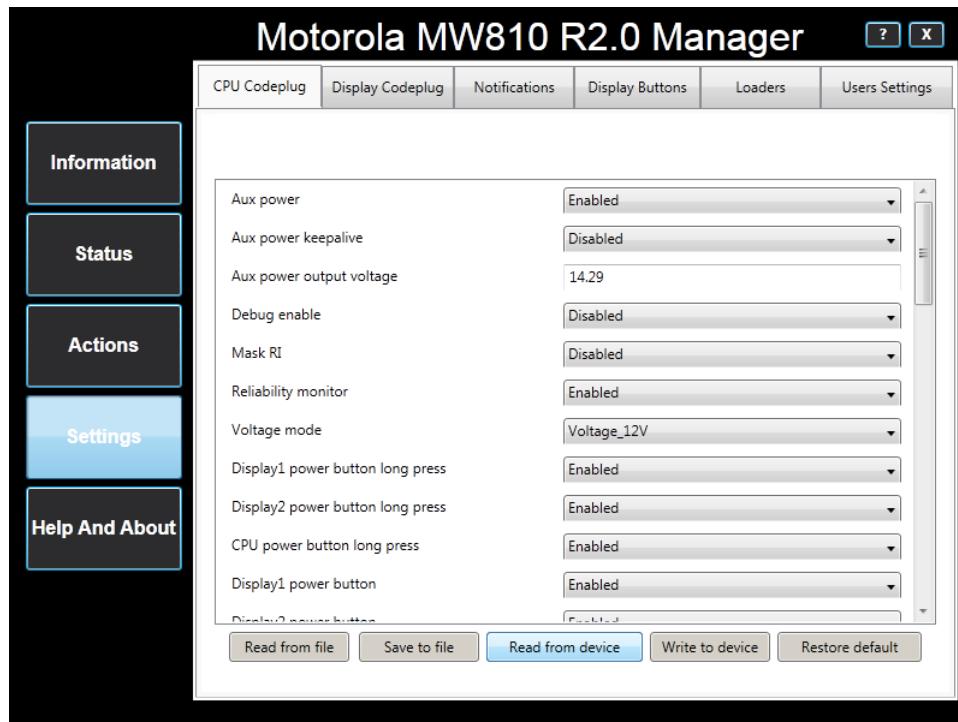 Motorola MW810 R2.0 Manager
? X
CPU Codeplug Display Codeplug Notifications Display Buttons Loaders Users Settings
Information
Status
Actions
Settings
Help And About
Aux power Enabled
Aux power keepalive Disabled
Aux power output voltage 14.29
Debug enable Disabled
Mask RI Disabled
Reliability monitor Enabled
Voltage mode Voltage_12V
Display1 power button long press Enabled
Display2 power button long press Enabled
CPU power button long press Enabled
Display1 power button Enabled
Display2 power button Enabled
Read from file Save to file Read from device Write to device Restore default